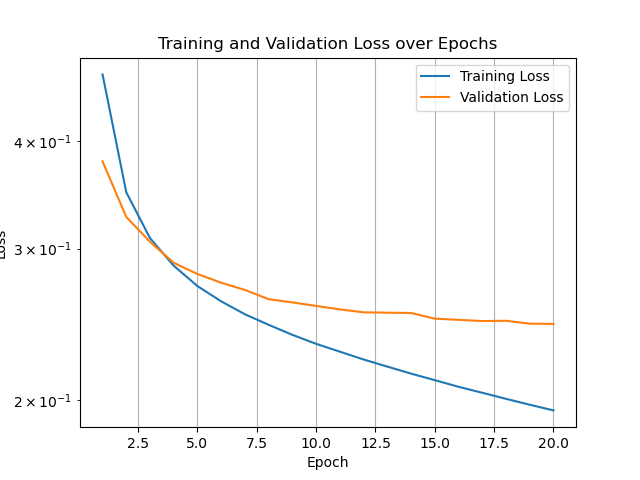 Training and Validation Loss over Epochs
Training Loss
Validation Loss
4 × 10⁻¹
3 × 10⁻¹
2 × 10⁻¹
Loss
2.5 5.0 7.5 10.0 12.5 15.0 17.5 20.0
Epoch